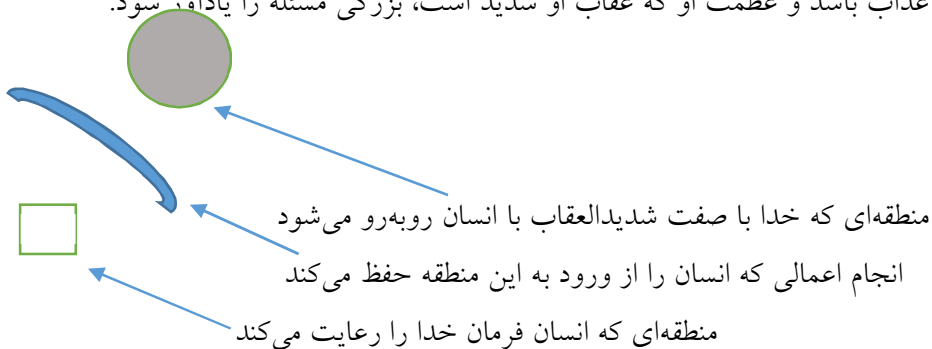 عذاب باشد و عظمت او که عقاب او شدید است، بزرگی مسئله را یادآور شود.
منطقه‌ای که خدا با صفت شدیدالعقاب با انسان روبه‌رو می‌شود
انجام اعمالی که انسان را از ورود به این منطقه حفظ می‌کند
منطقه‌ای که انسان فرمان خدا را رعایت می‌کند